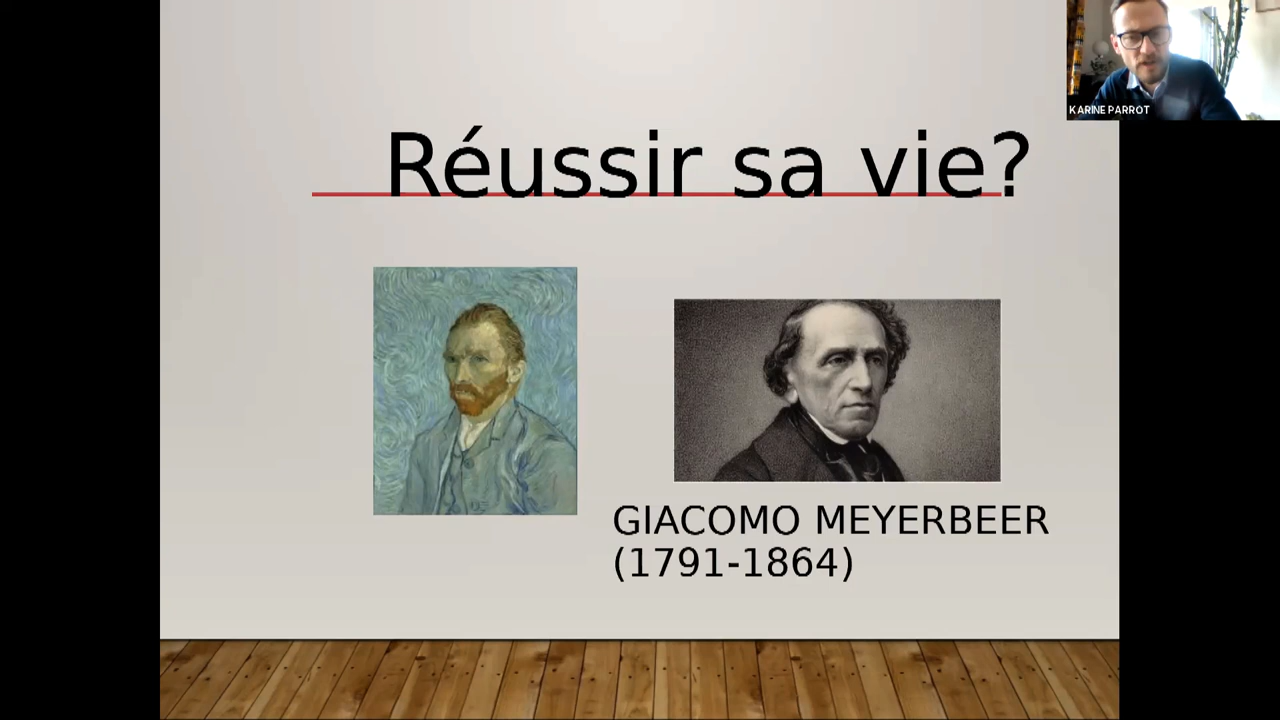 KARINE PARROT
Réussir sa vie?
GIACOMO MEYERBEER
(1791-1864)